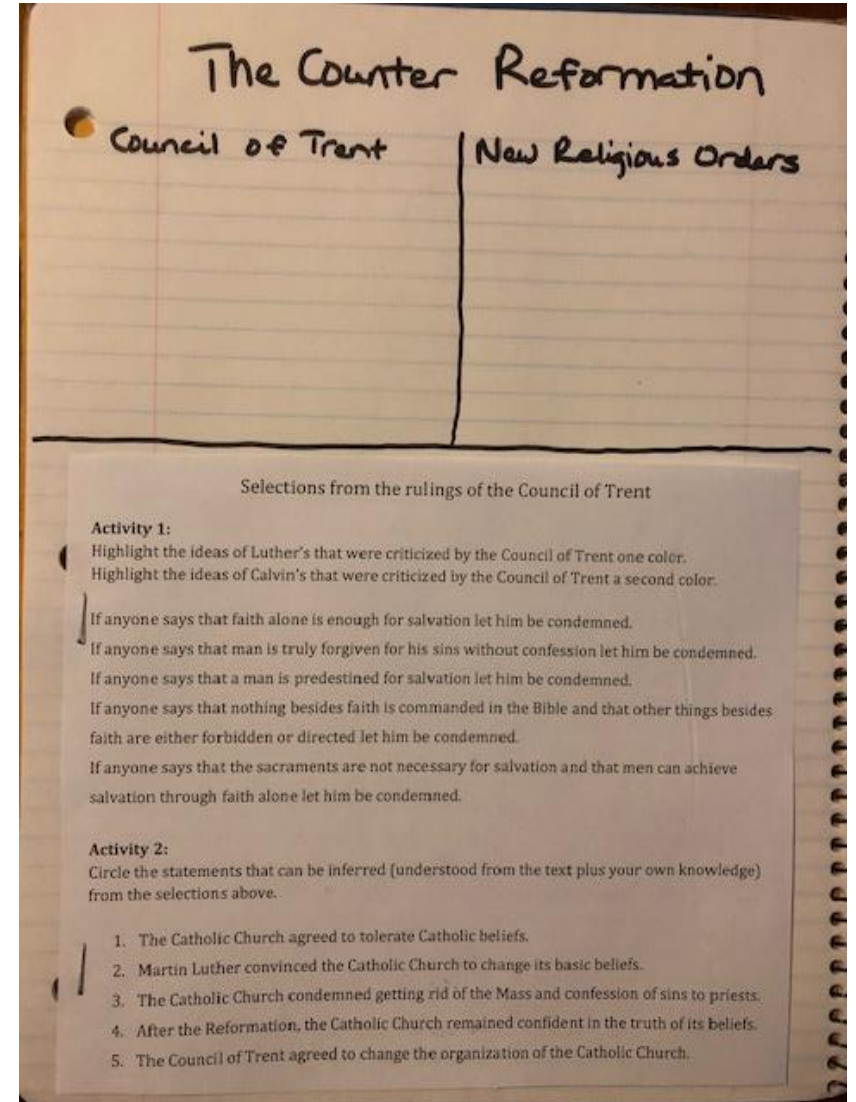 The Counter Reformation
Council of Trent
New Religious Orders
Selections from the rulings of the Council of Trent
Activity 1:
Highlight the ideas of Luther's that were criticized by the Council of Trent one color.
Highlight the ideas of Calvin's that were criticized by the Council of Trent a second color.
If anyone says that faith alone is enough for salvation let him be condemned.
If anyone says that man is truly forgiven for his sins without confession let him be condemned.
If anyone says that a man is predestined for salvation let him be condemned.
If anyone says that nothing besides faith is commanded in the Bible and that other things besides
faith are either forbidden or directed let him be condemned.
If anyone says that the sacraments are not necessary for salvation and that men can achieve
salvation through faith alone let him be condemned.
Activity 2:
Circle the statements that can be inferred (understood from the text plus your own knowledge)
from the selections above.
1. The Catholic Church agreed to tolerate Catholic beliefs.
2. Martin Luther convinced the Catholic Church to change its basic beliefs.
3. The Catholic Church condemned getting rid of the Mass and confession of sins to priests.
4. After the Reformation, the Catholic Church remained confident in the truth of its beliefs.
5. The Council of Trent agreed to change the organization of the Catholic Church.